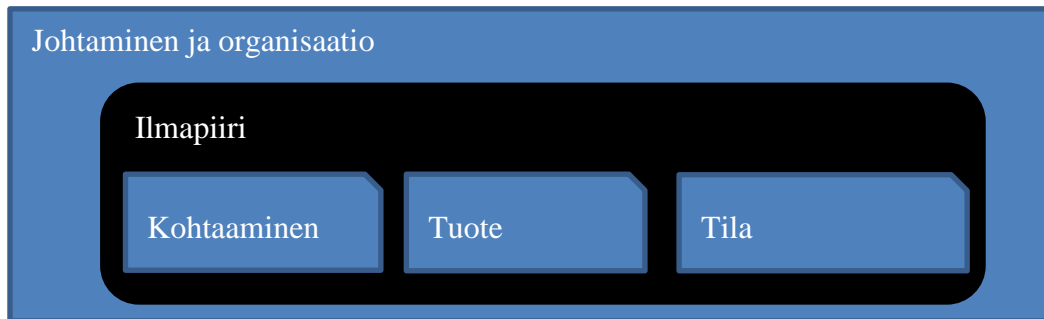 Johtaminen ja organisaatio
Ilmapiiri
Kohtaaminen
Tuote
Tila